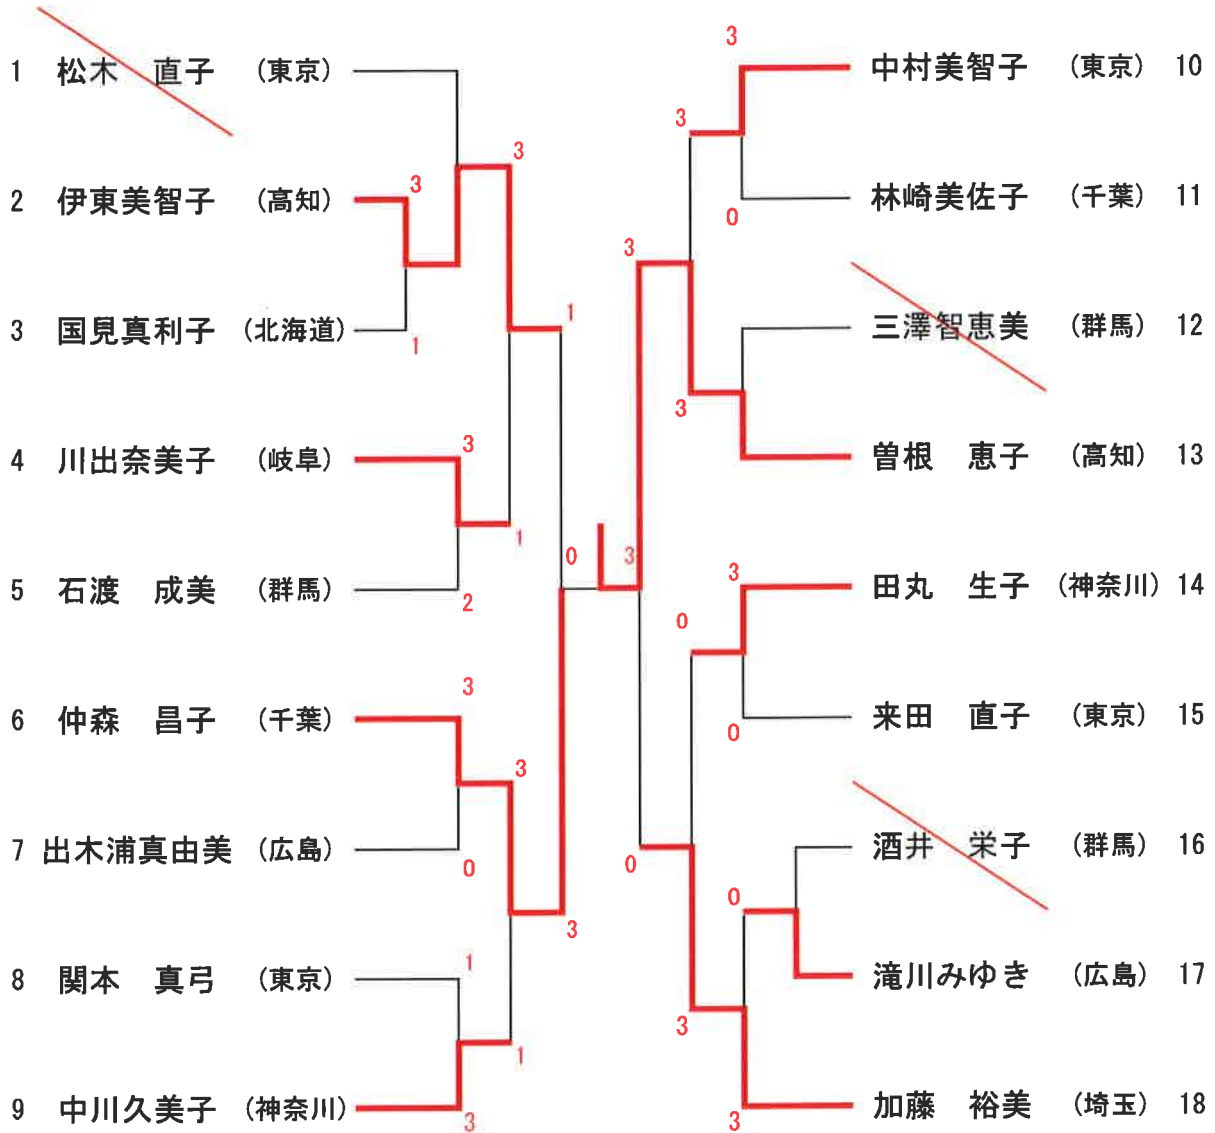 1 松木 直子 (東京)
2 伊東美智子 (高知)
3
3 国見真利子 (北海道)
1
3
4 川出奈美子 (岐阜)
3
5 石渡 成美 (群馬)
2
1
1
6 仲森 昌子 (千葉)
3
7 出木浦真由美 (広島)
0
3
8 関本 真弓 (東京)
1
9 中川久美子 (神奈川)
3
1
3
0
3
3
中村美智子 (東京) 10
3
林崎美佐子 (千葉) 11
0
3
三澤智恵美 (群馬) 12
曽根 恵子 (高知) 13
3
3
田丸 生子 (神奈川) 14
3
来田 直子 (東京) 15
0
0
酒井 栄子 (群馬) 16
滝川みゆき (広島) 17
0
加藤 裕美 (埼玉) 18
3
3
0